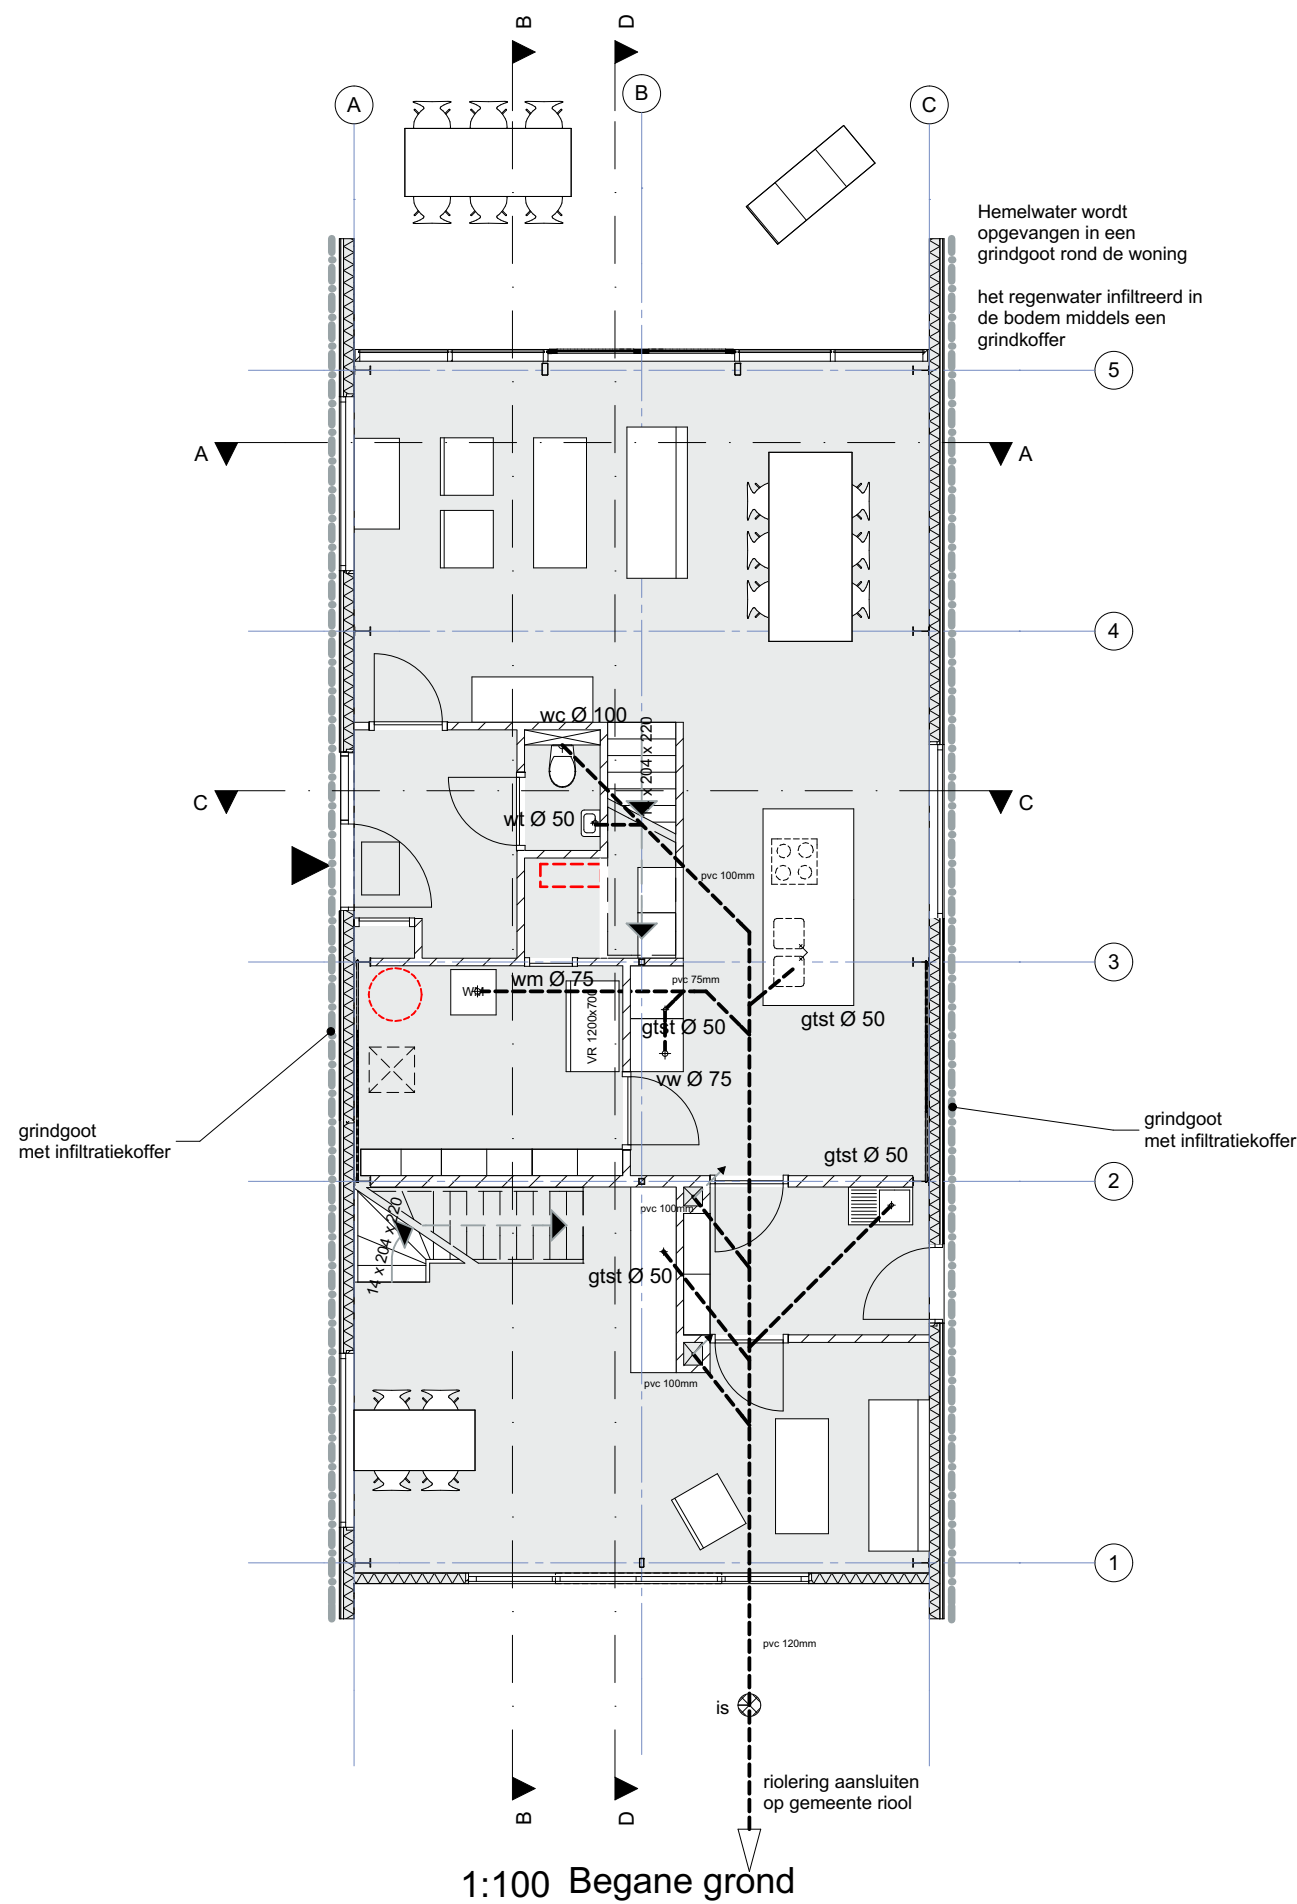 B
D
A
B
C
Hemelwater wordt
opgevangen in een
grindgoot rond de woning
het regenwater infiltreerd in
de bodem middels een
grindkoffer
5
A
A
4
wc Ø 100
204 x 220
C
C
wt Ø 50
pvc 100mm
3
wm Ø 75
pvc 75mm
WM
VR 1200x700
gtst Ø 50
gtst Ø 50
vw Ø 75
grindgoot
met infiltratiekoffer
grindgoot
met infiltratiekoffer
gtst Ø 50
2
pvc 100mm
14 x 204 x 220
gtst Ø 50
pvc 100mm
1
pvc 120mm
is
riolering aansluiten
op gemeente riool
B
D
1:100 Begane grond